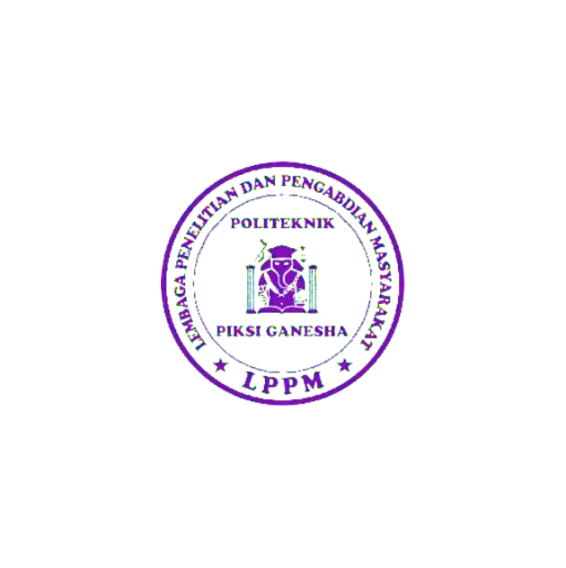 LEMBAGA PENELITIAN DAN PENGABDIAN MASYARAKAT
POLITEKNIK
PIKSI GANESHA
★ LPPM ★